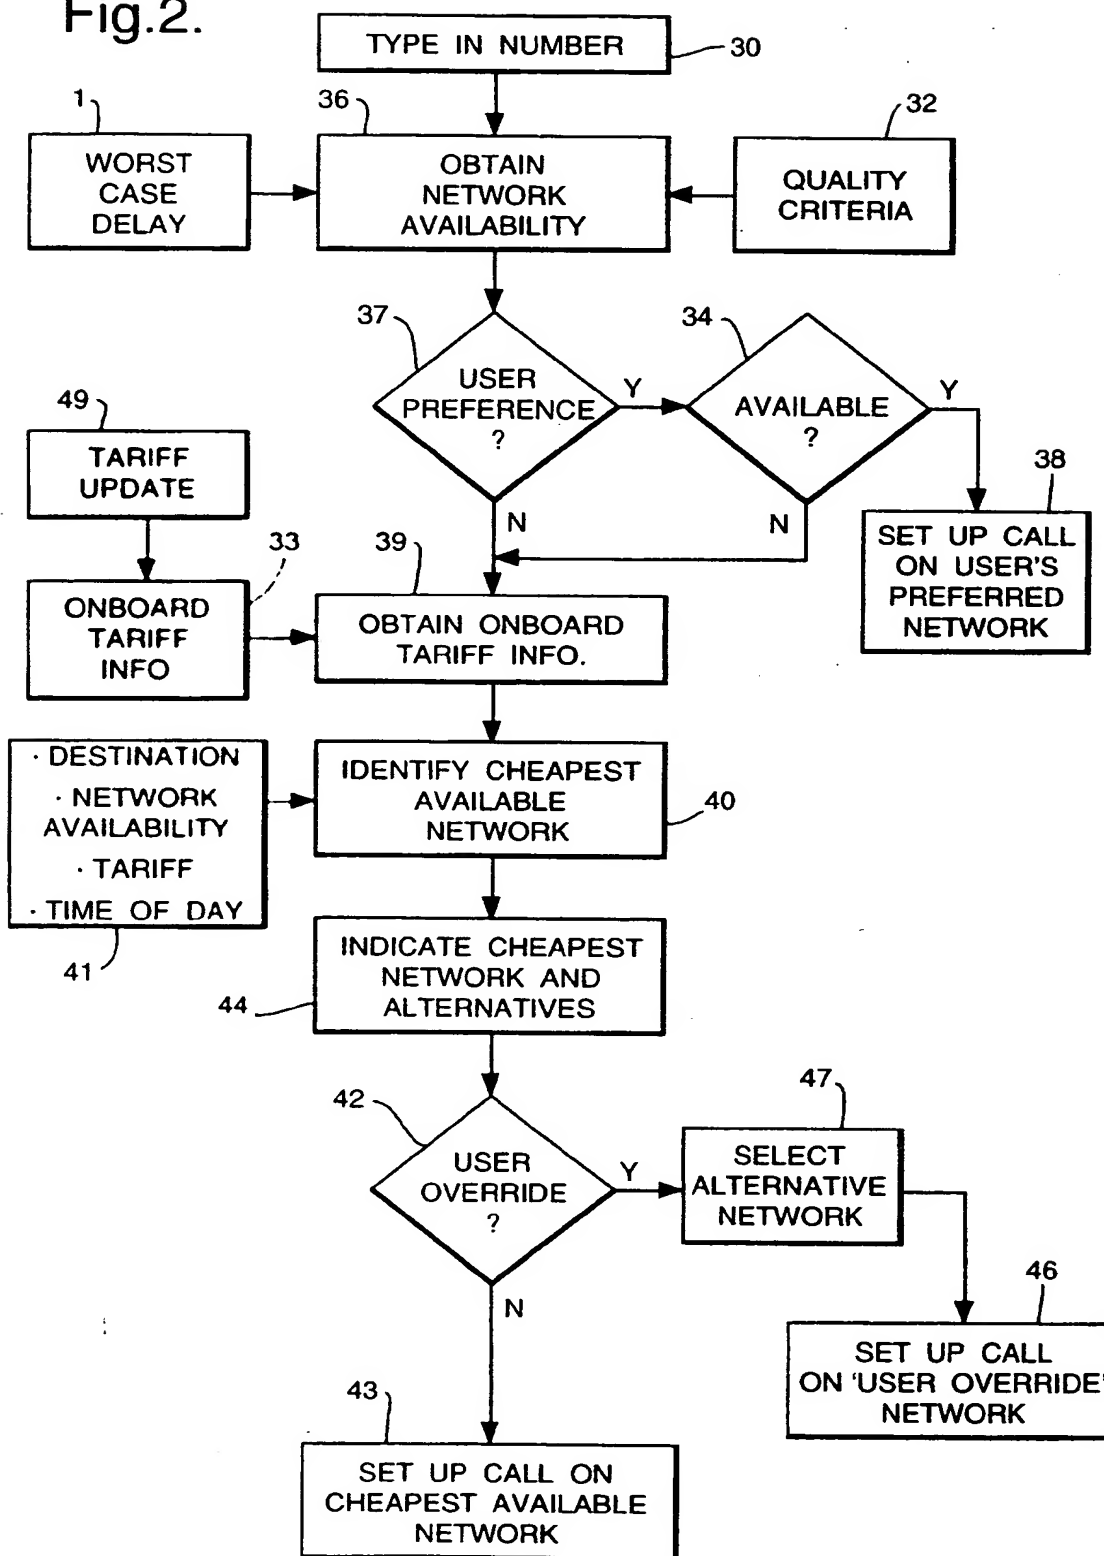 Fig.2.
TYPE IN NUMBER
30
1
36
32
WORST
CASE
DELAY
OBTAIN
NETWORK
AVAILABILITY
QUALITY
CRITERIA
37
34
USER
PREFERENCE
?
Y
AVAILABLE
?
Y
N
N
49
TARIFF
UPDATE
38
SET UP CALL
ON USER'S
PREFERRED
NETWORK
33
39
ONBOARD
TARIFF
INFO
OBTAIN ONBOARD
TARIFF INFO.
· DESTINATION
· NETWORK
AVAILABILITY
· TARIFF
· TIME OF DAY
41
IDENTIFY CHEAPEST
AVAILABLE
NETWORK
40
INDICATE CHEAPEST
NETWORK AND
ALTERNATIVES
44
42
USER
OVERRIDE
?
Y
N
47
SELECT
ALTERNATIVE
NETWORK
46
SET UP CALL
ON 'USER OVERRIDE'
NETWORK
43
SET UP CALL ON
CHEAPEST AVAILABLE
NETWORK